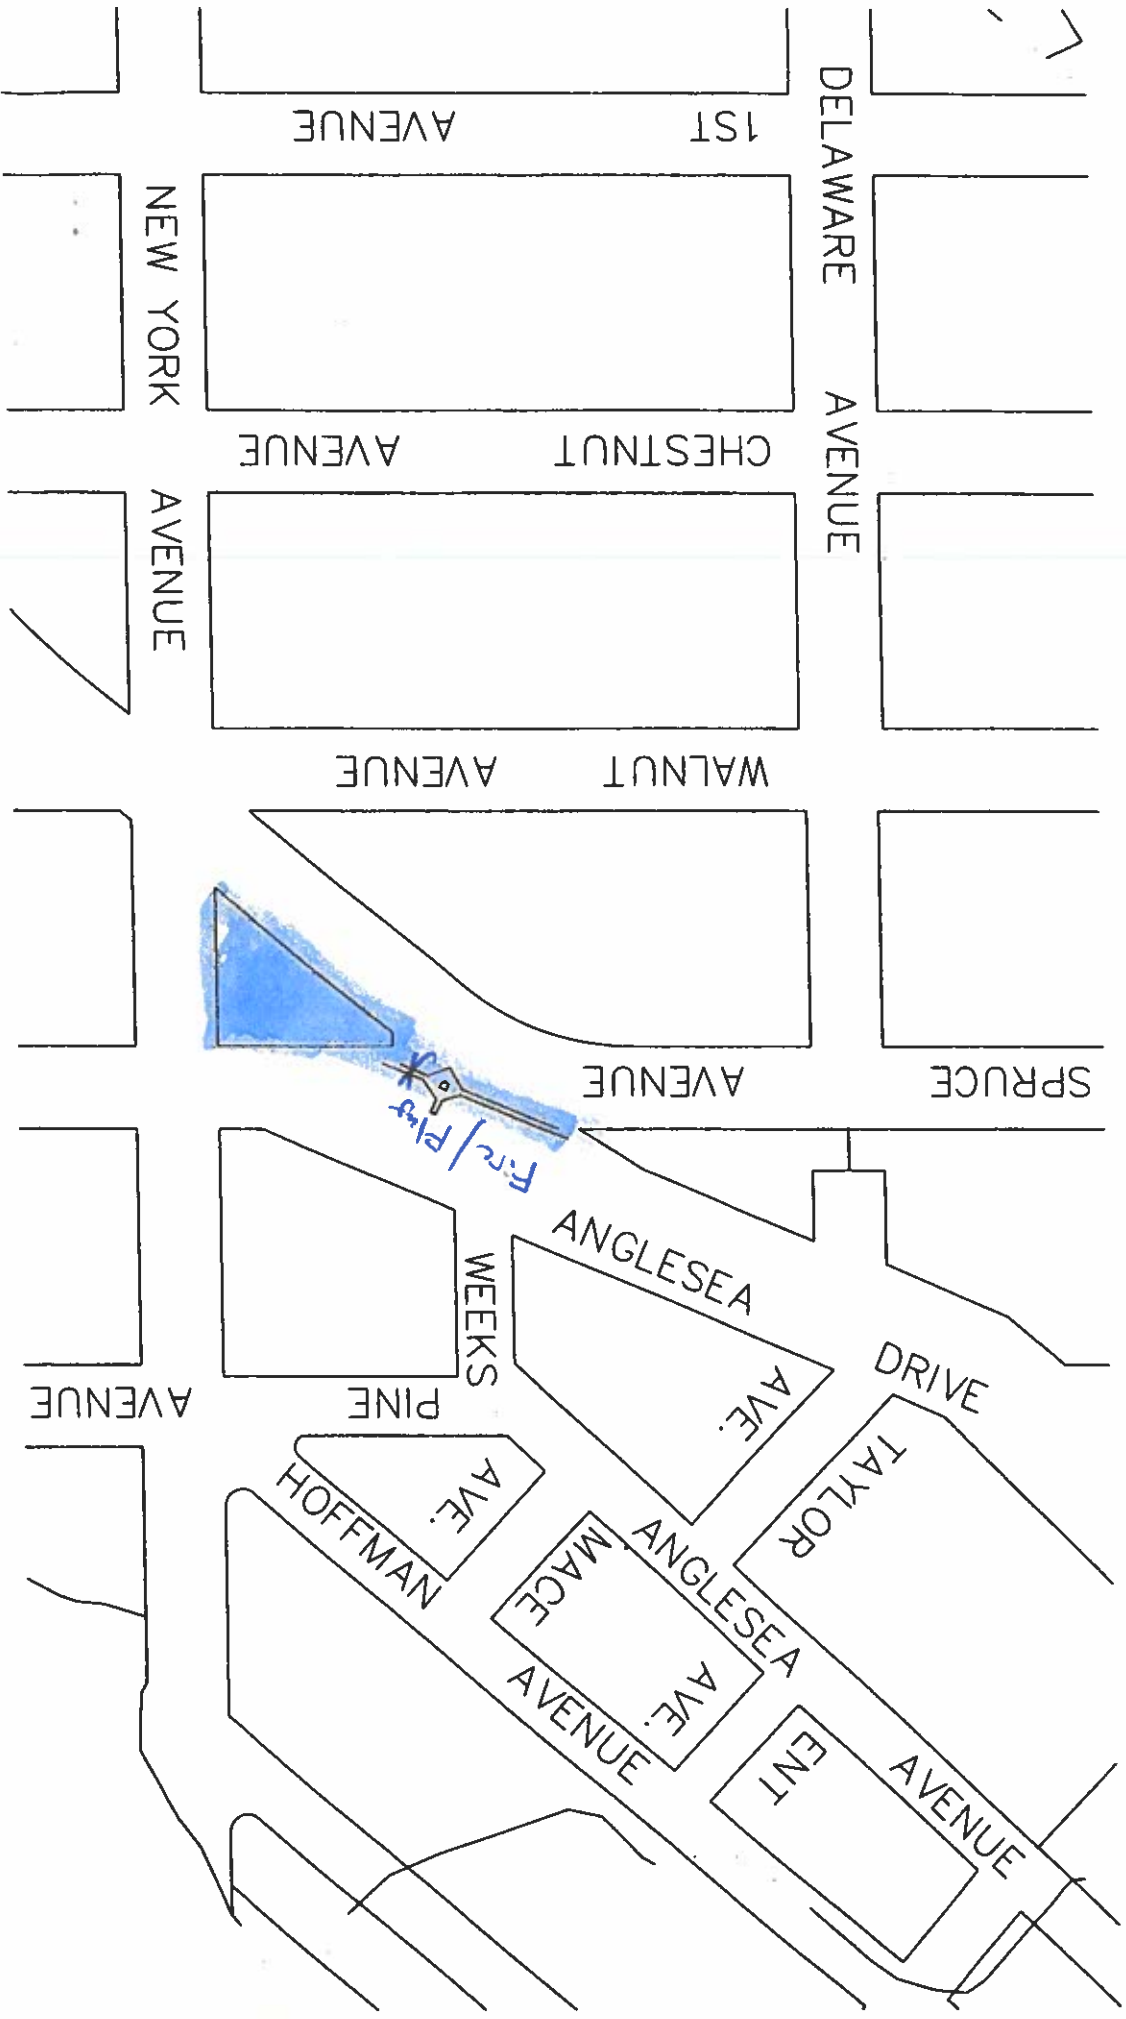 DELAWARE AVENUE
1ST AVENUE
NEW YORK AVENUE
CHESTNUT AVENUE
WALNUT AVENUE
SPRUCE AVENUE
Fire/Plug
ANGLESEA DRIVE
WEEKS AVE.
PINE AVENUE
TAYLOR AVE.
HOFFMAN AVENUE
MACE AVE.
ANGLESEA AVENUE
ENT